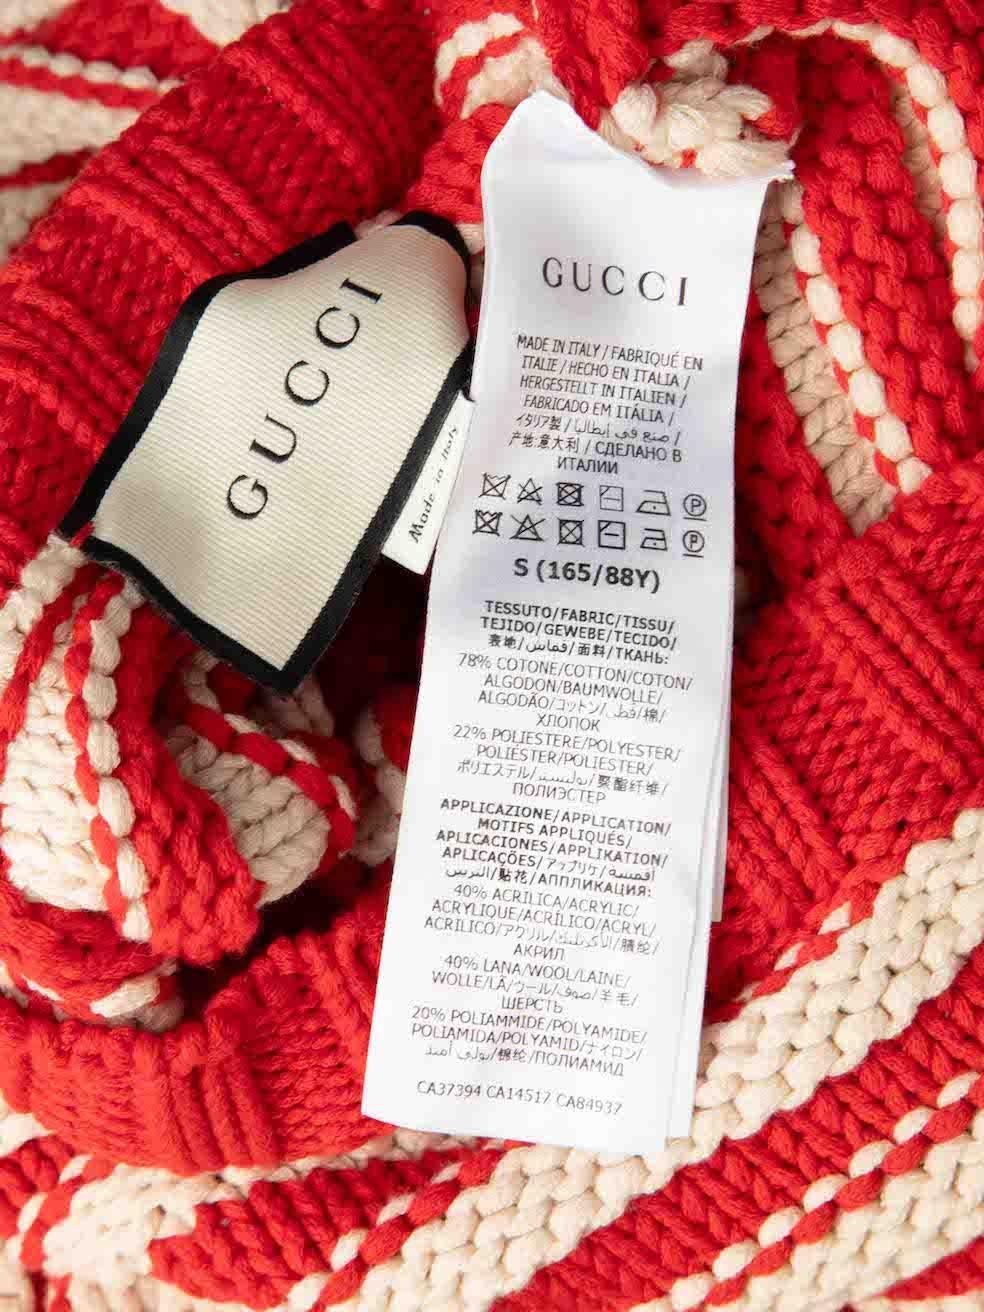 GUCCI
Made in Italy
GUCCI
MADE IN ITALY / FABRIQUÉ EN
ITALIE / HECHO EN ITALIA /
HERGESTELLT IN ITALIEN /
FABRICADO EM ITÁLIA /
イタリア製 / صنع في إيطاليا /
产地:意大利 / СДЕЛАНО В
ИТАЛИИ
P
P
S (165/88Y)
TESSUTO/FABRIC/TISSU/
TEJIDO/GEWEBE/TECIDO/
表地/قماش/面料/ТКАНЬ:
78% COTONE/COTTON/COTON/
ALGODON/BAUMWOLLE/
ALGODÃO/コットン/قطن/棉/
ХЛОПОК
22% POLIESTERE/POLYESTER/
POLIÉSTER/POLIESTER/
ポリエステル/بوليستر/聚酯纤维/
ПОЛИЭСТЕР
APPLICAZIONE/APPLICATION/
MOTIFS APPLIQUÉS/
APLICACIONES/APPLIKATION/
APLICAÇÕES/アップリケ/أقمشة
التزيين/贴花/АППЛИКАЦИЯ:
40% ACRILICA/ACRYLIC/
ACRYLIQUE/ACRÍLICO/ACRYL/
ACRÍLICO/アクリル/الأكريليك/腈纶/
АКРИЛ
40% LANA/WOOL/LAINE/
WOLLE/LÃ/ウール/صوف/羊毛/
ШЕРСТЬ
20% POLIAMMIDE/POLYAMIDE/
POLIAMIDA/POLYAMID/ナイロン/
بولي أميد/锦纶/ПОЛИАМИД
CA37394 CA14517 CA84937